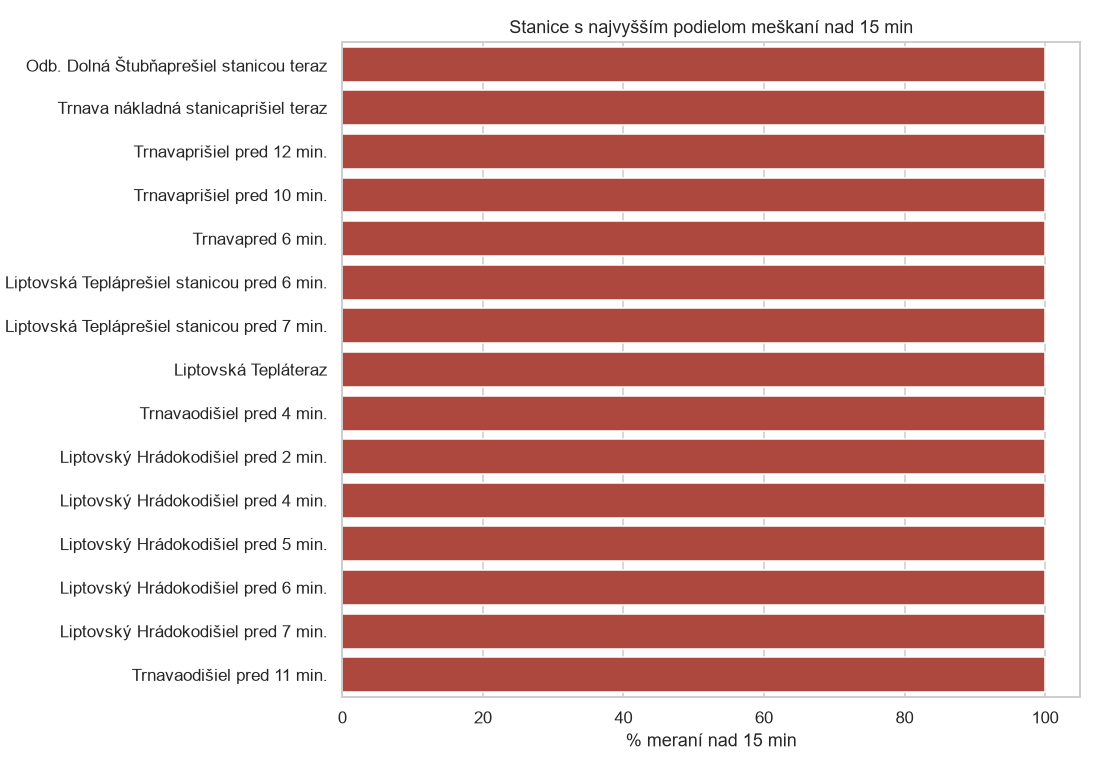 Stanice s najvyšším podielom meškaní nad 15 min
Odb. Dolná Štubňaprešiel stanicou teraz
Trnava nákladná stanicaprišiel teraz
Trnavaprišiel pred 12 min.
Trnavaprišiel pred 10 min.
Trnavapred 6 min.
Liptovská Tepláprešiel stanicou pred 6 min.
Liptovská Tepláprešiel stanicou pred 7 min.
Liptovská Tepláteraz
Trnavaodišiel pred 4 min.
Liptovský Hrádokodišiel pred 2 min.
Liptovský Hrádokodišiel pred 4 min.
Liptovský Hrádokodišiel pred 5 min.
Liptovský Hrádokodišiel pred 6 min.
Liptovský Hrádokodišiel pred 7 min.
Trnavaodišiel pred 11 min.
0 20 40 60 80 100
% meraní nad 15 min